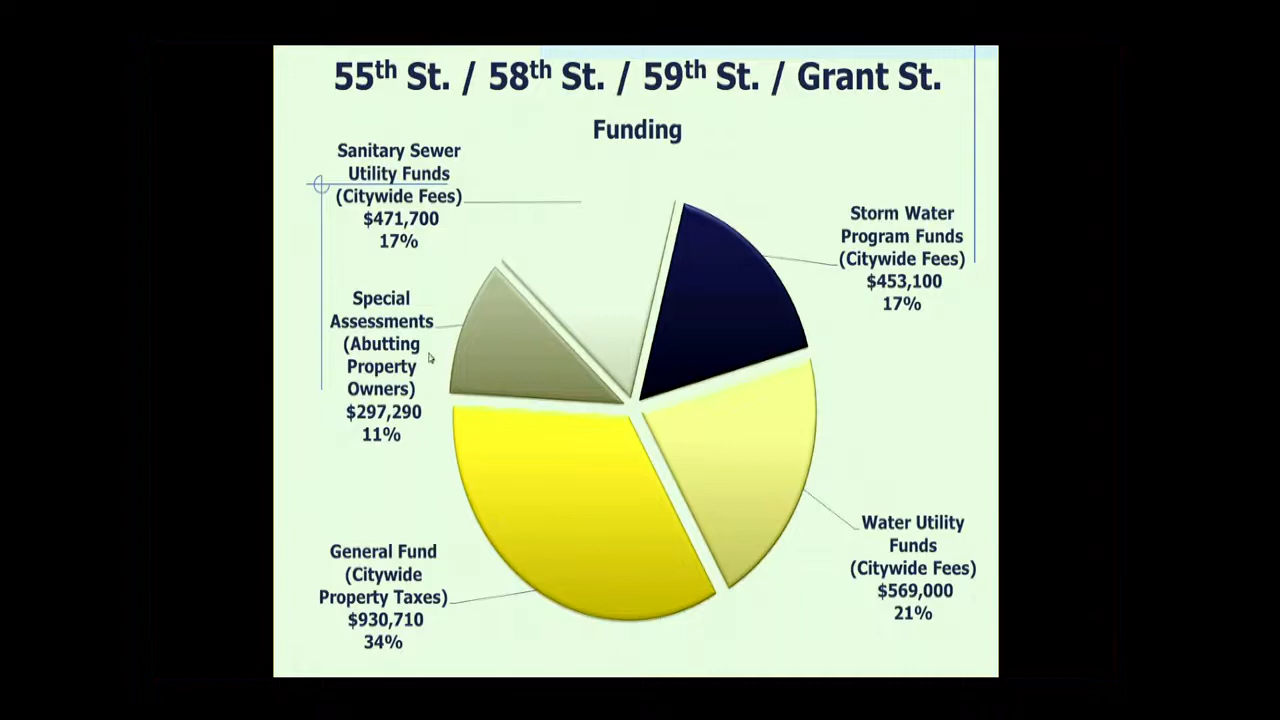 55th St. / 58th St. / 59th St. / Grant St.
Funding
Sanitary Sewer
Utility Funds
(Citywide Fees)
$471,700
17%
Storm Water
Program Funds
(Citywide Fees)
$453,100
17%
Special
Assessments
(Abutting
Property
Owners)
$297,290
11%
General Fund
(Citywide
Property Taxes)
$930,710
34%
Water Utility
Funds
(Citywide Fees)
$569,000
21%